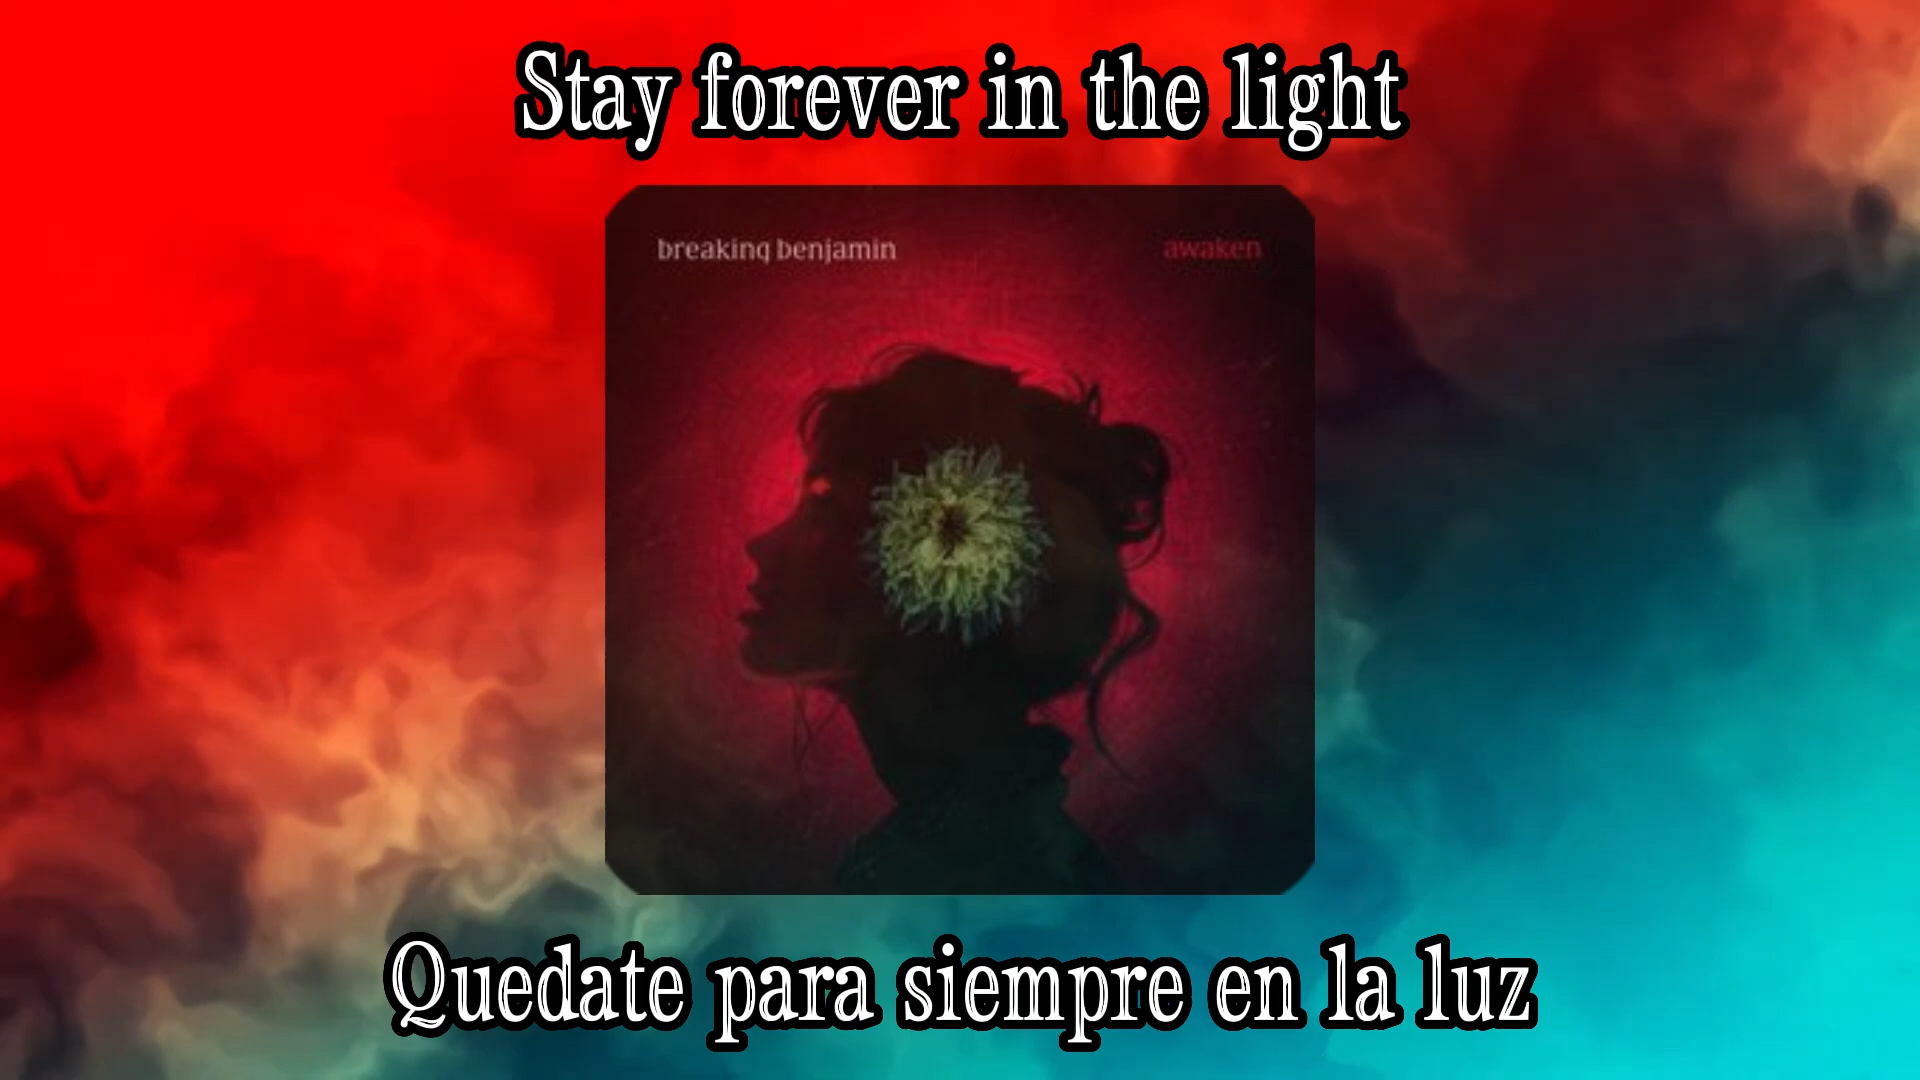 Stay forever in the light
breaking benjamin
awaken
Quedate para siempre en la luz